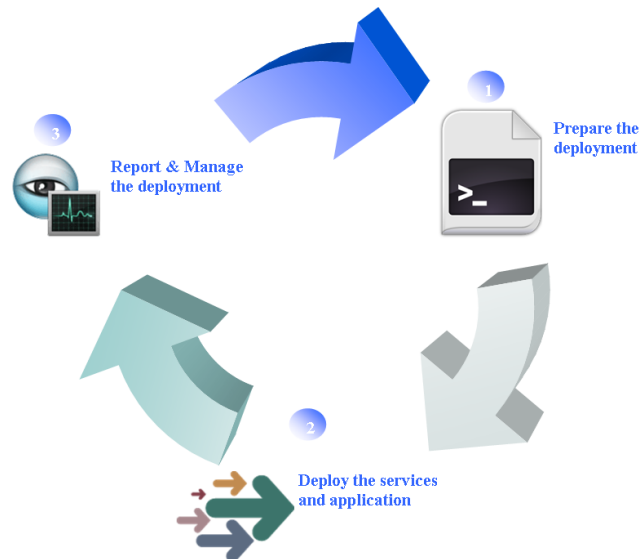 1
Prepare the
deployment
>_
2
Deploy the services
and application
3
Report & Manage
the deployment